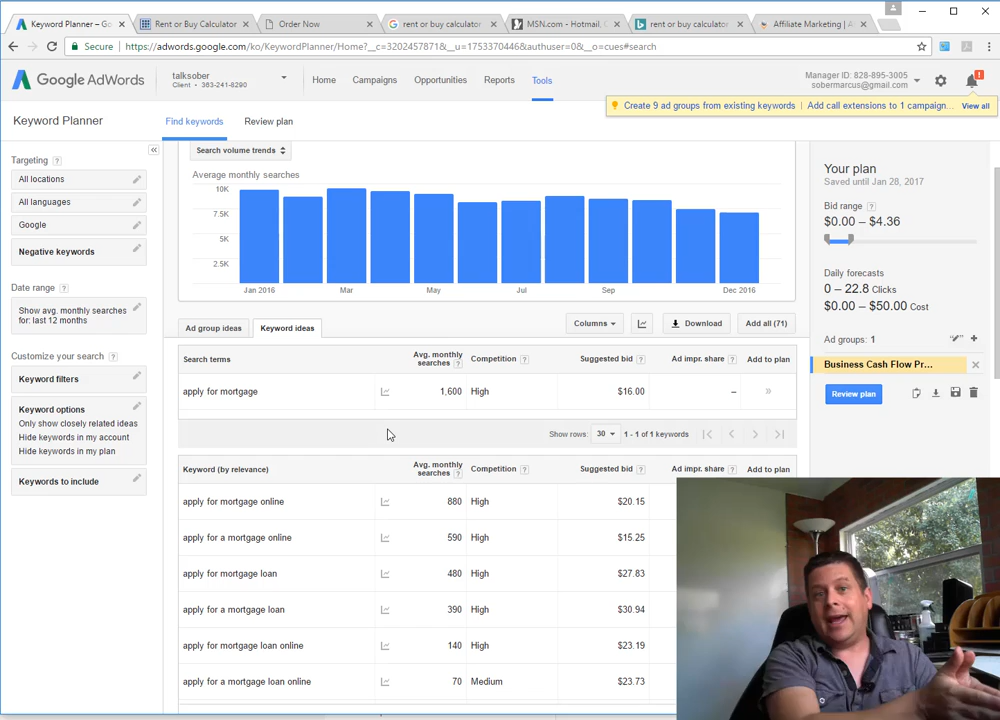 Keyword Planner
Rent or Buy Calculator
Order Now
rent or buy calculator
MSN.com - Hotmail, O
rent or buy calculator
Affiliate Marketing | A
Secure
https://adwords.google.com/ko/KeywordPlanner/Home?__c=3202457871&__u=1753370446&authuser=0&__o=cues#search
Google AdWords
talksober
Client • 363-241-8290
Home
Campaigns
Opportunities
Reports
Tools
Manager ID: 828-895-3005
sobermarcus@gmail.com
Create 9 ad groups from existing keywords | Add call extensions to 1 campaign... View all
Keyword Planner
Find keywords
Review plan
Targeting ?
All locations
All languages
Google
Negative keywords
Date range ?
Show avg. monthly searches
for: last 12 months
Customize your search ?
Keyword filters
Keyword options
Only show closely related ideas
Hide keywords in my account
Hide keywords in my plan
Keywords to include
Search volume trends
Average monthly searches
10K
7.5K
5K
2.5K
Jan 2016
Mar
May
Jul
Sep
Dec 2016
Ad group ideas
Keyword ideas
Columns
Download
Add all (71)
Search terms
Avg. monthly
searches ?
Competition ?
Suggested bid ?
Ad impr. share ?
Add to plan
apply for mortgage
1,600
High
$16.00
–
»
Show rows: 30
1 - 1 of 1 keywords
Keyword (by relevance)
Avg. monthly
searches ?
Competition ?
Suggested bid ?
Ad impr. share ?
Add to plan
apply for mortgage online
880
High
$20.15
apply for a mortgage online
590
High
$15.25
apply for mortgage loan
480
High
$27.83
apply for a mortgage loan
390
High
$30.94
apply for mortgage loan online
140
High
$23.19
apply for a mortgage loan online
70
Medium
$23.73
Your plan
Saved until Jan 28, 2017
Bid range ?
$0.00 – $4.36
Daily forecasts
0 – 22.8 Clicks
$0.00 – $50.00 Cost
Ad groups: 1
Business Cash Flow Pr...
Review plan